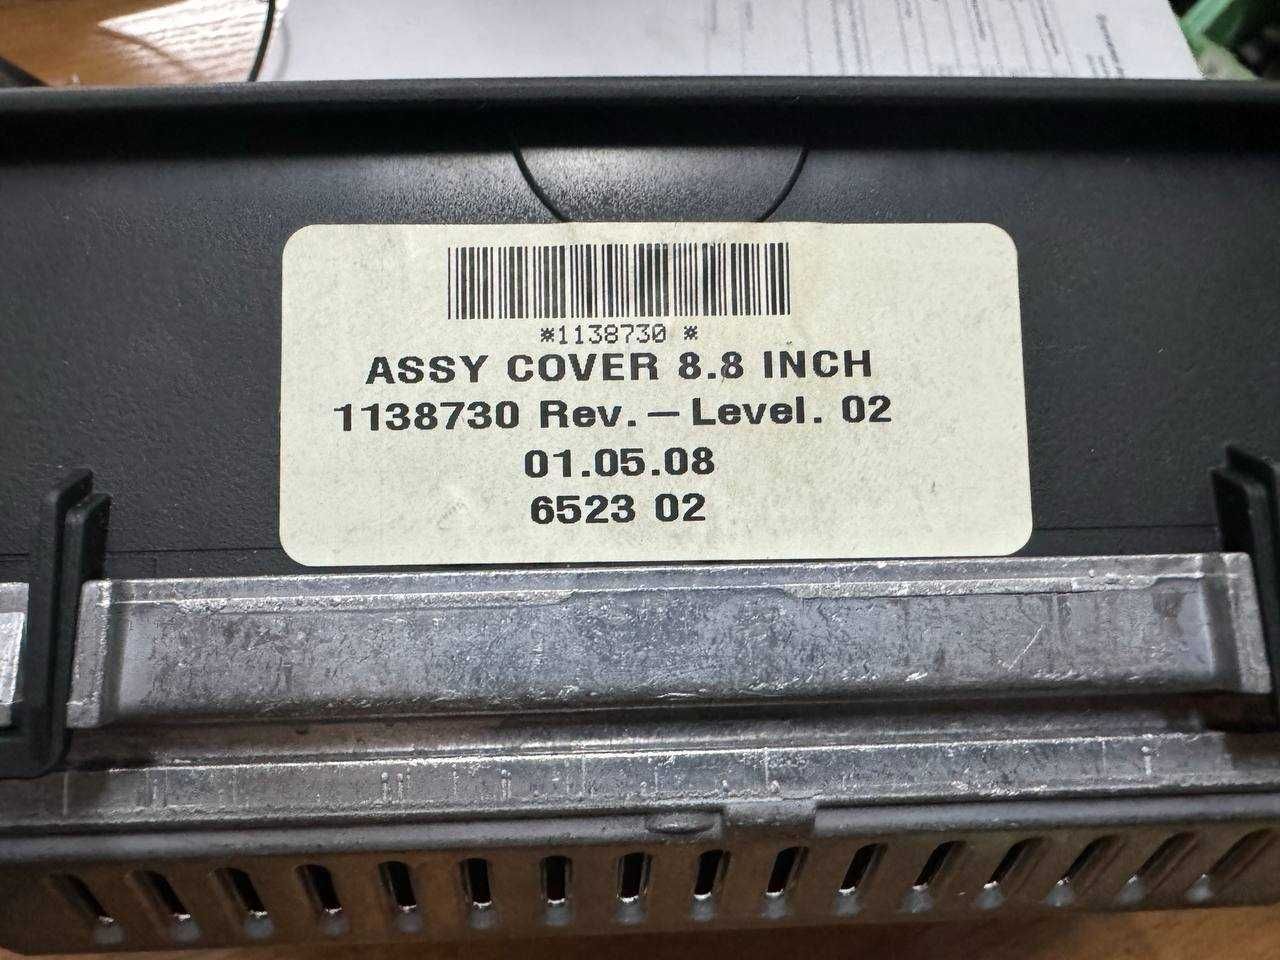 *1138730 *
ASSY COVER 8.8 INCH
1138730 Rev. – Level. 02
01.05.08
6523 02